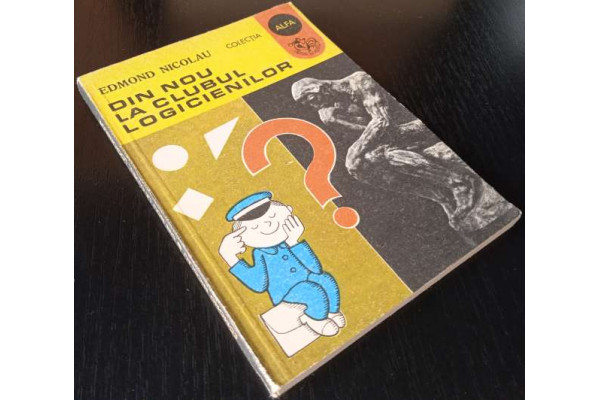 EDMOND NICOLAU
COLECȚIA
ALFA
DIN NOU
LA CLUBUL
LOGICIENILOR
?